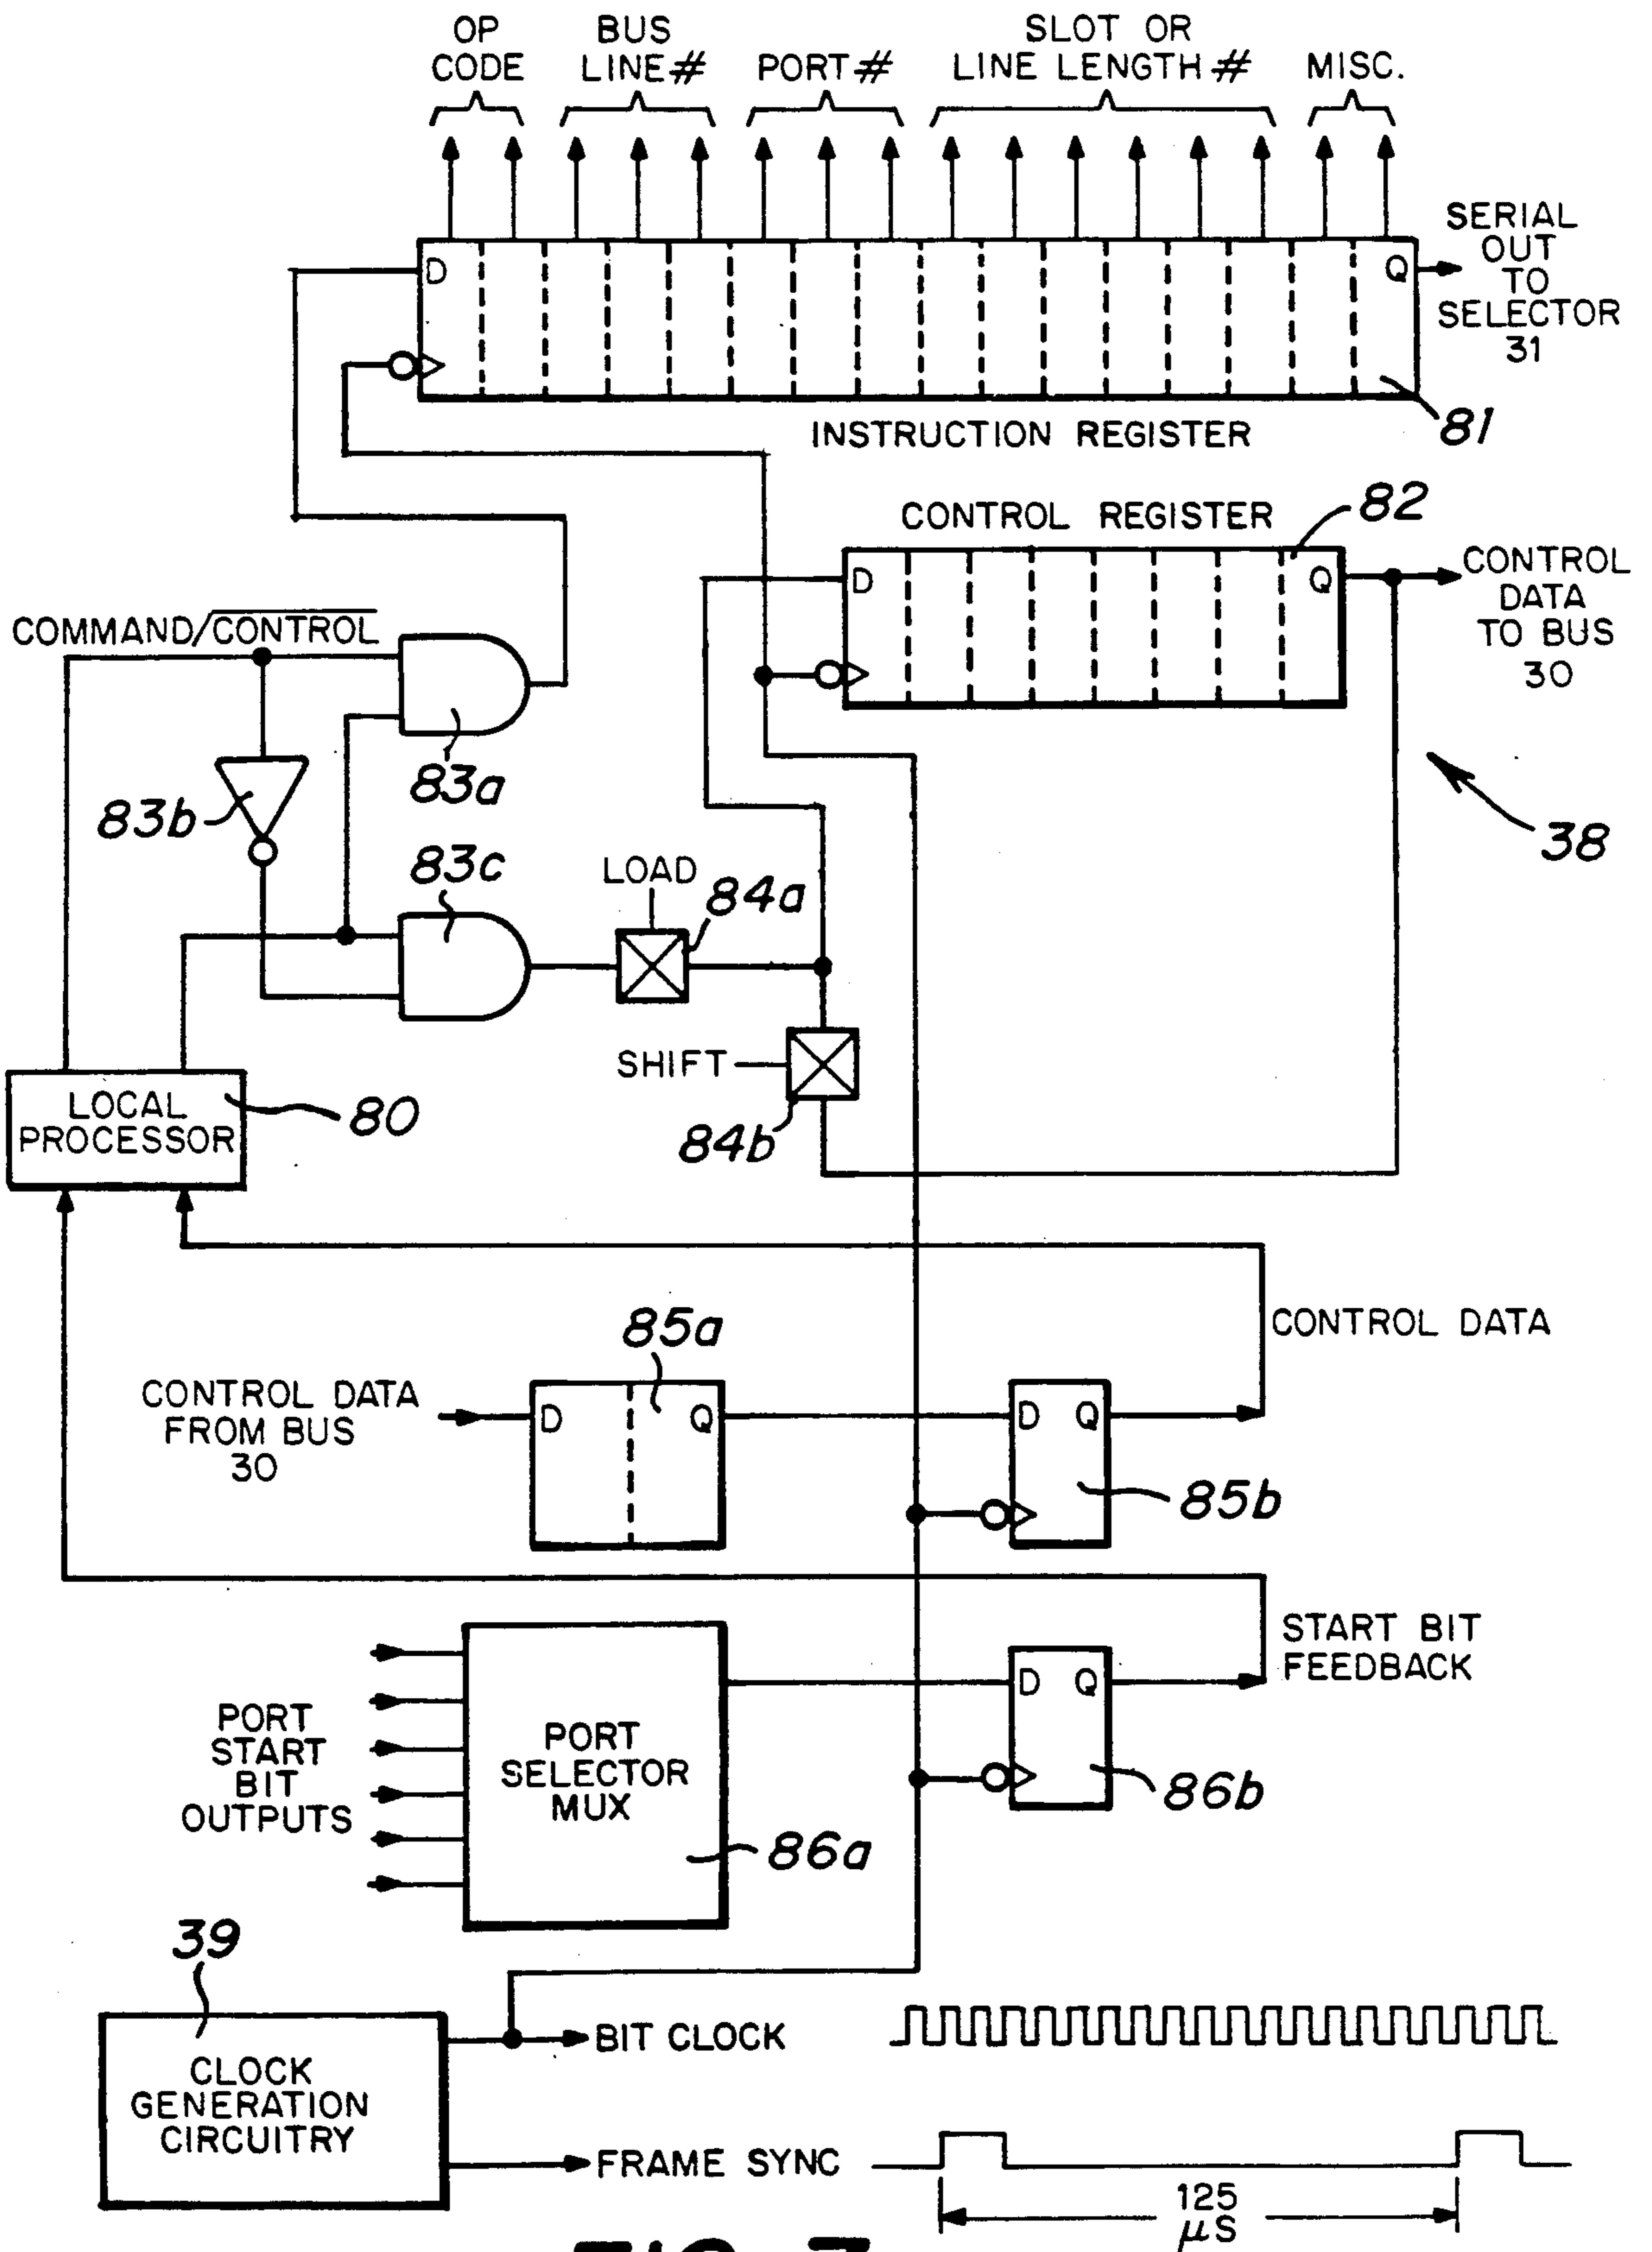 OP CODE
BUS LINE#
PORT#
SLOT OR LINE LENGTH#
MISC.
D
Q
SERIAL OUT TO SELECTOR 31
81
INSTRUCTION REGISTER
CONTROL REGISTER
82
D
Q
CONTROL DATA TO BUS 30
COMMAND/CONTROL
83a
83b
38
83c
LOAD
84a
SHIFT
84b
LOCAL PROCESSOR
80
85a
CONTROL DATA
CONTROL DATA FROM BUS 30
D
Q
D
Q
85b
START BIT FEEDBACK
PORT START BIT OUTPUTS
PORT SELECTOR MUX
D
Q
86b
86a
39
CLOCK GENERATION CIRCUITRY
BIT CLOCK
FRAME SYNC
125 μS